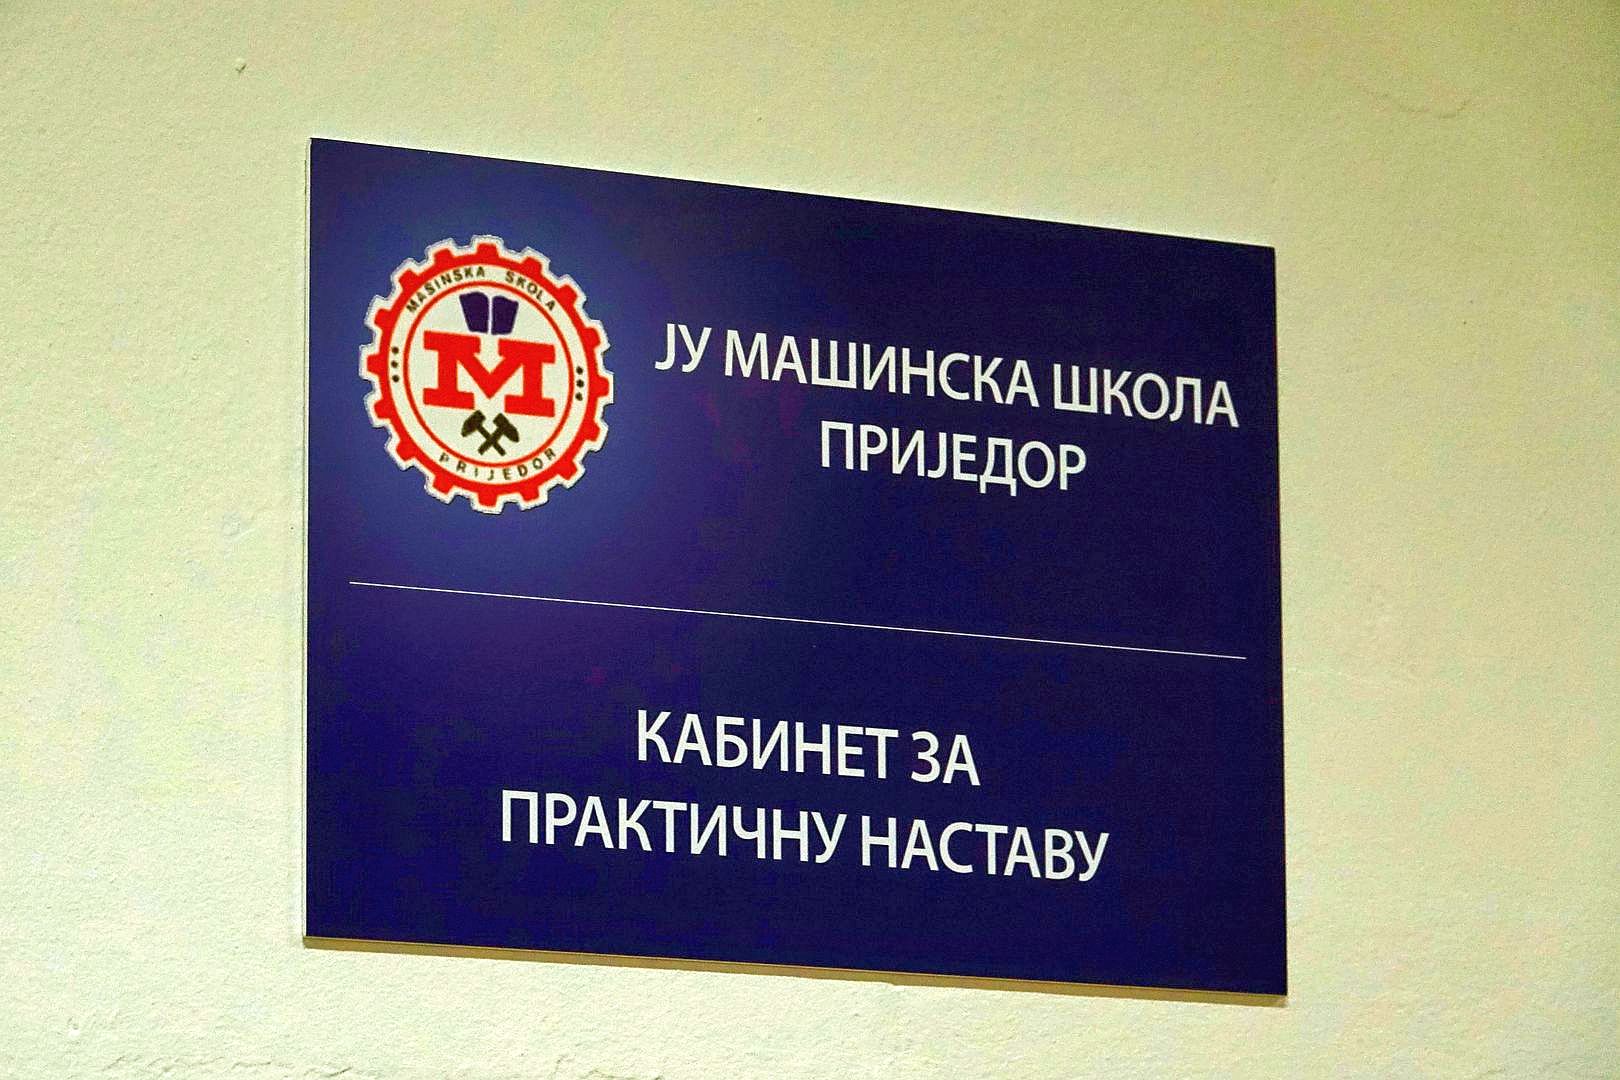 MAŠINSKA ŠKOLA
M
PRIJEDOR
ЈУ МАШИНСКА ШКОЛА
ПРИЈЕДОР
КАБИНЕТ ЗА
ПРАКТИЧНУ НАСТАВУ